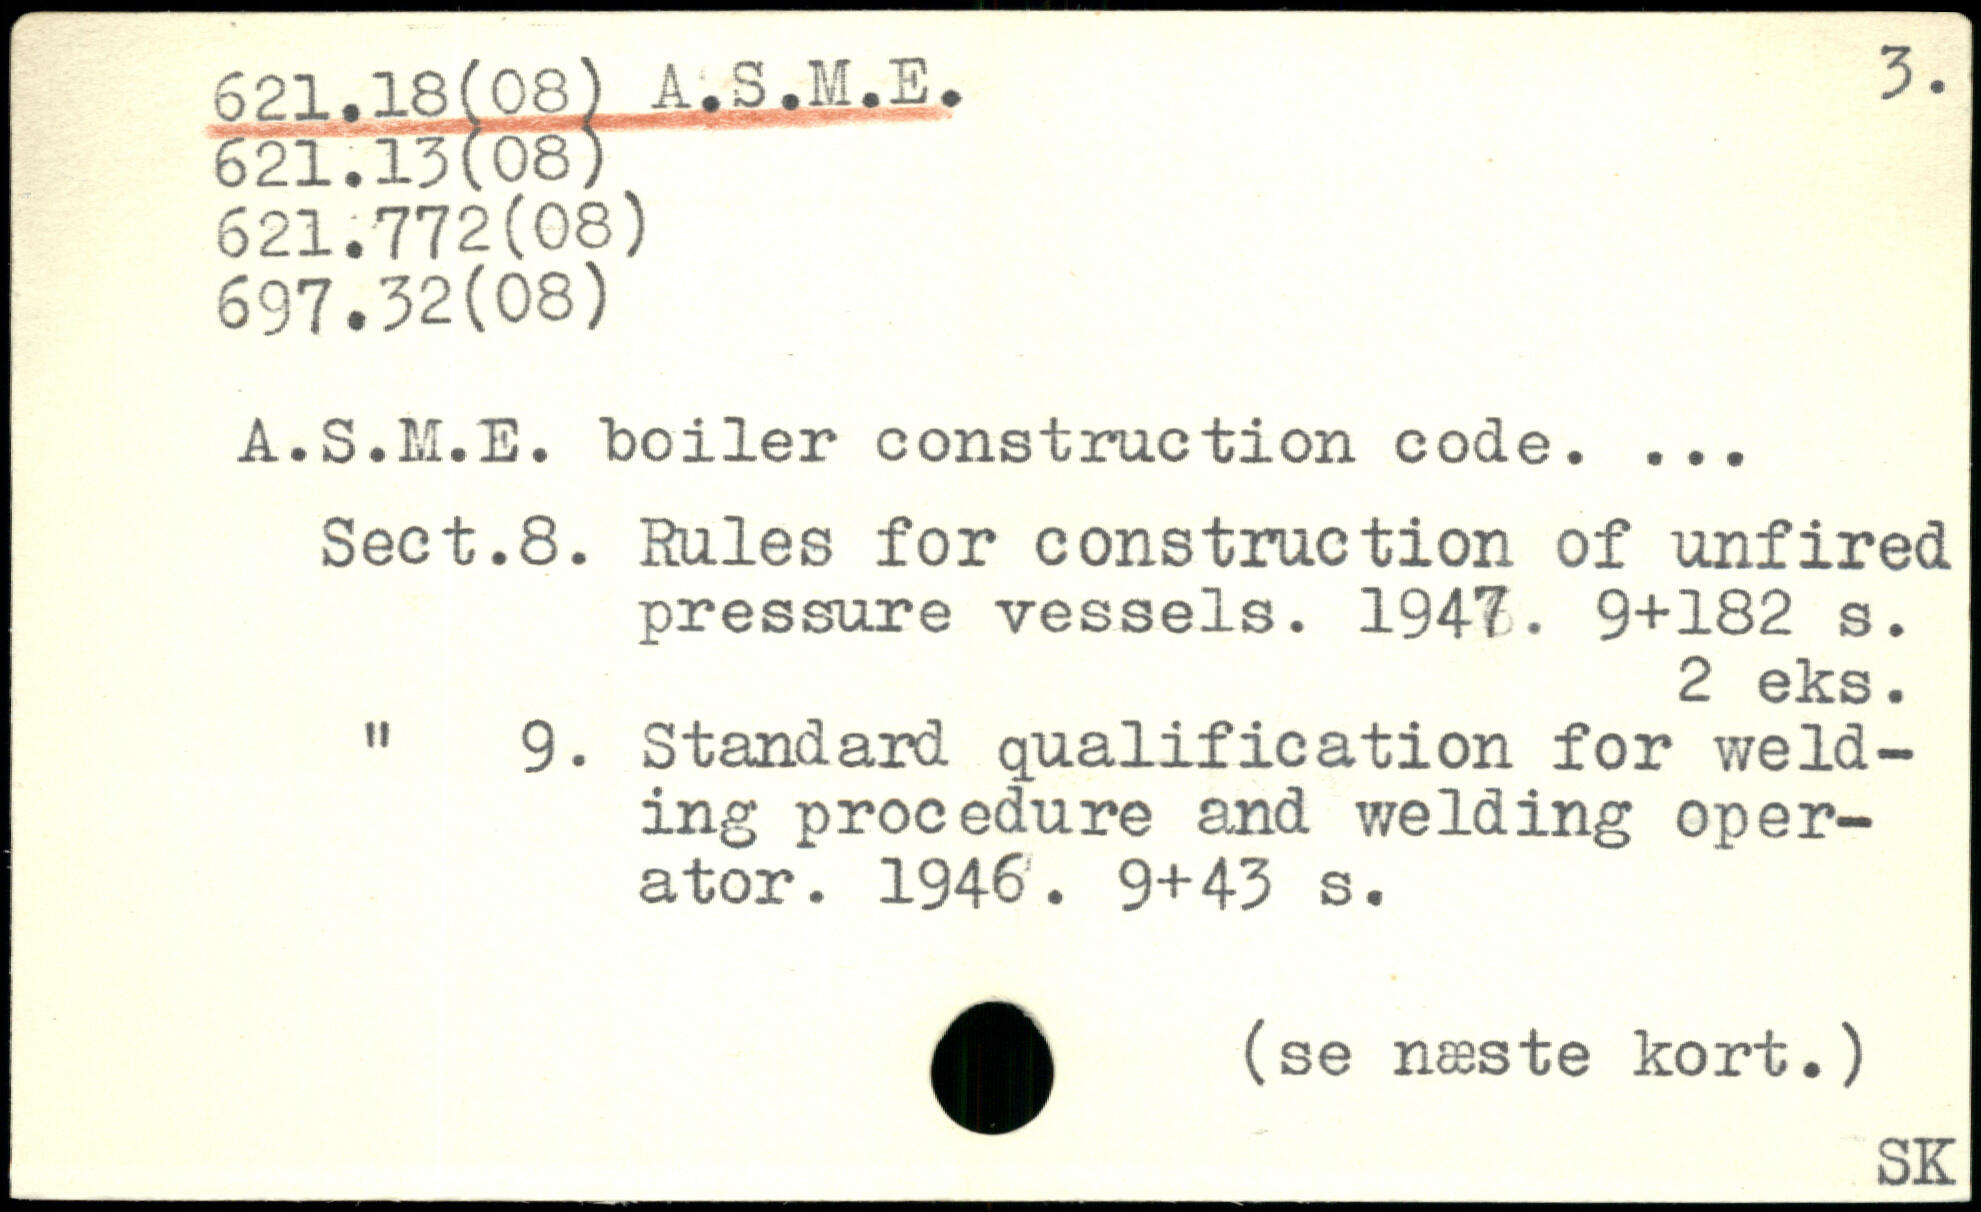 621.18(08) A.S.M.E. 3.
621.13(08)
621.772(08)
697.32(08)
A.S.M.E. boiler construction code. ...
Sect.8. Rules for construction of unfired
pressure vessels. 1947. 9+182 s.
2 eks.
" 9. Standard qualification for weld-
ing procedure and welding oper-
ator. 1946. 9+43 s.
(se næste kort.)
SK